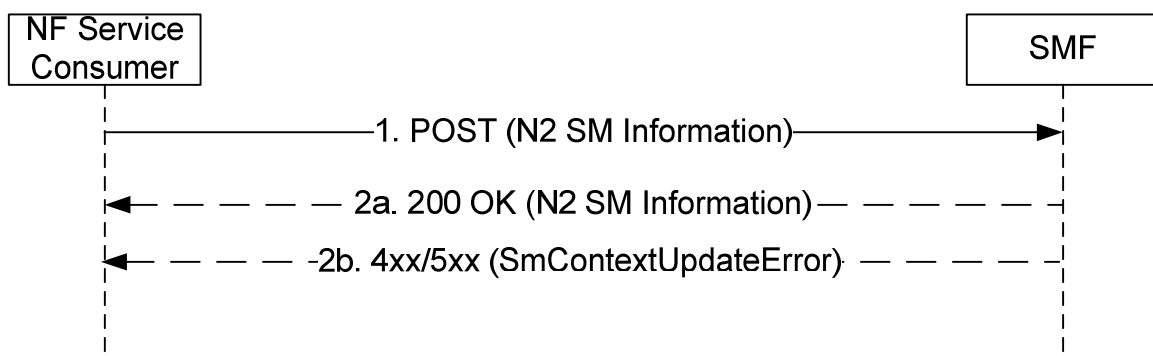 NF Service
Consumer
SMF
1. POST (N2 SM Information)
2a. 200 OK (N2 SM Information)
2b. 4xx/5xx (SmContextUpdateError)